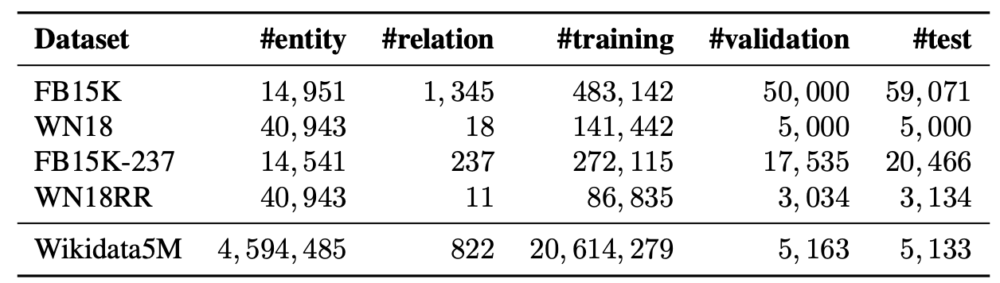 Dataset #entity #relation #training #validation #test
FB15K 14,951 1,345 483,142 50,000 59,071
WN18 40,943 18 141,442 5,000 5,000
FB15K-237 14,541 237 272,115 17,535 20,466
WN18RR 40,943 11 86,835 3,034 3,134
Wikidata5M 4,594,485 822 20,614,279 5,163 5,133